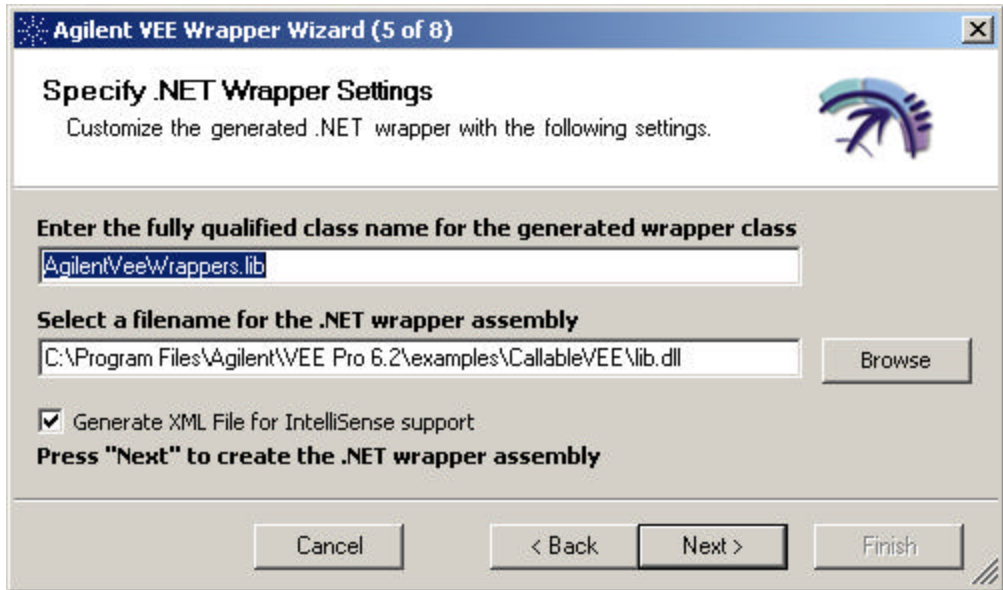 Agilent VEE Wrapper Wizard (5 of 8)
Specify .NET Wrapper Settings
Customize the generated .NET wrapper with the following settings.
Enter the fully qualified class name for the generated wrapper class
AgilentVeeWrappers.lib
Select a filename for the .NET wrapper assembly
C:\Program Files\Agilent\VEE Pro 6.2\examples\CallableVEE\lib.dll
Browse
Generate XML File for IntelliSense support
Press "Next" to create the .NET wrapper assembly
Cancel
< Back
Next >
Finish